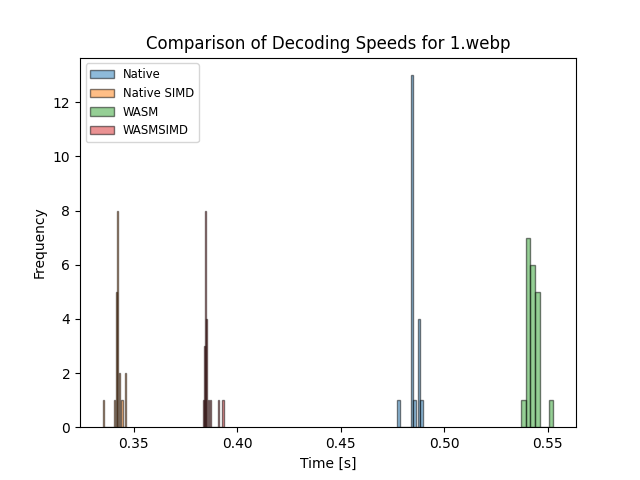 Comparison of Decoding Speeds for 1.webp
Native
Native SIMD
WASM
WASMSIMD
12
10
8
6
4
2
0
Frequency
0.35 0.40 0.45 0.50 0.55
Time [s]